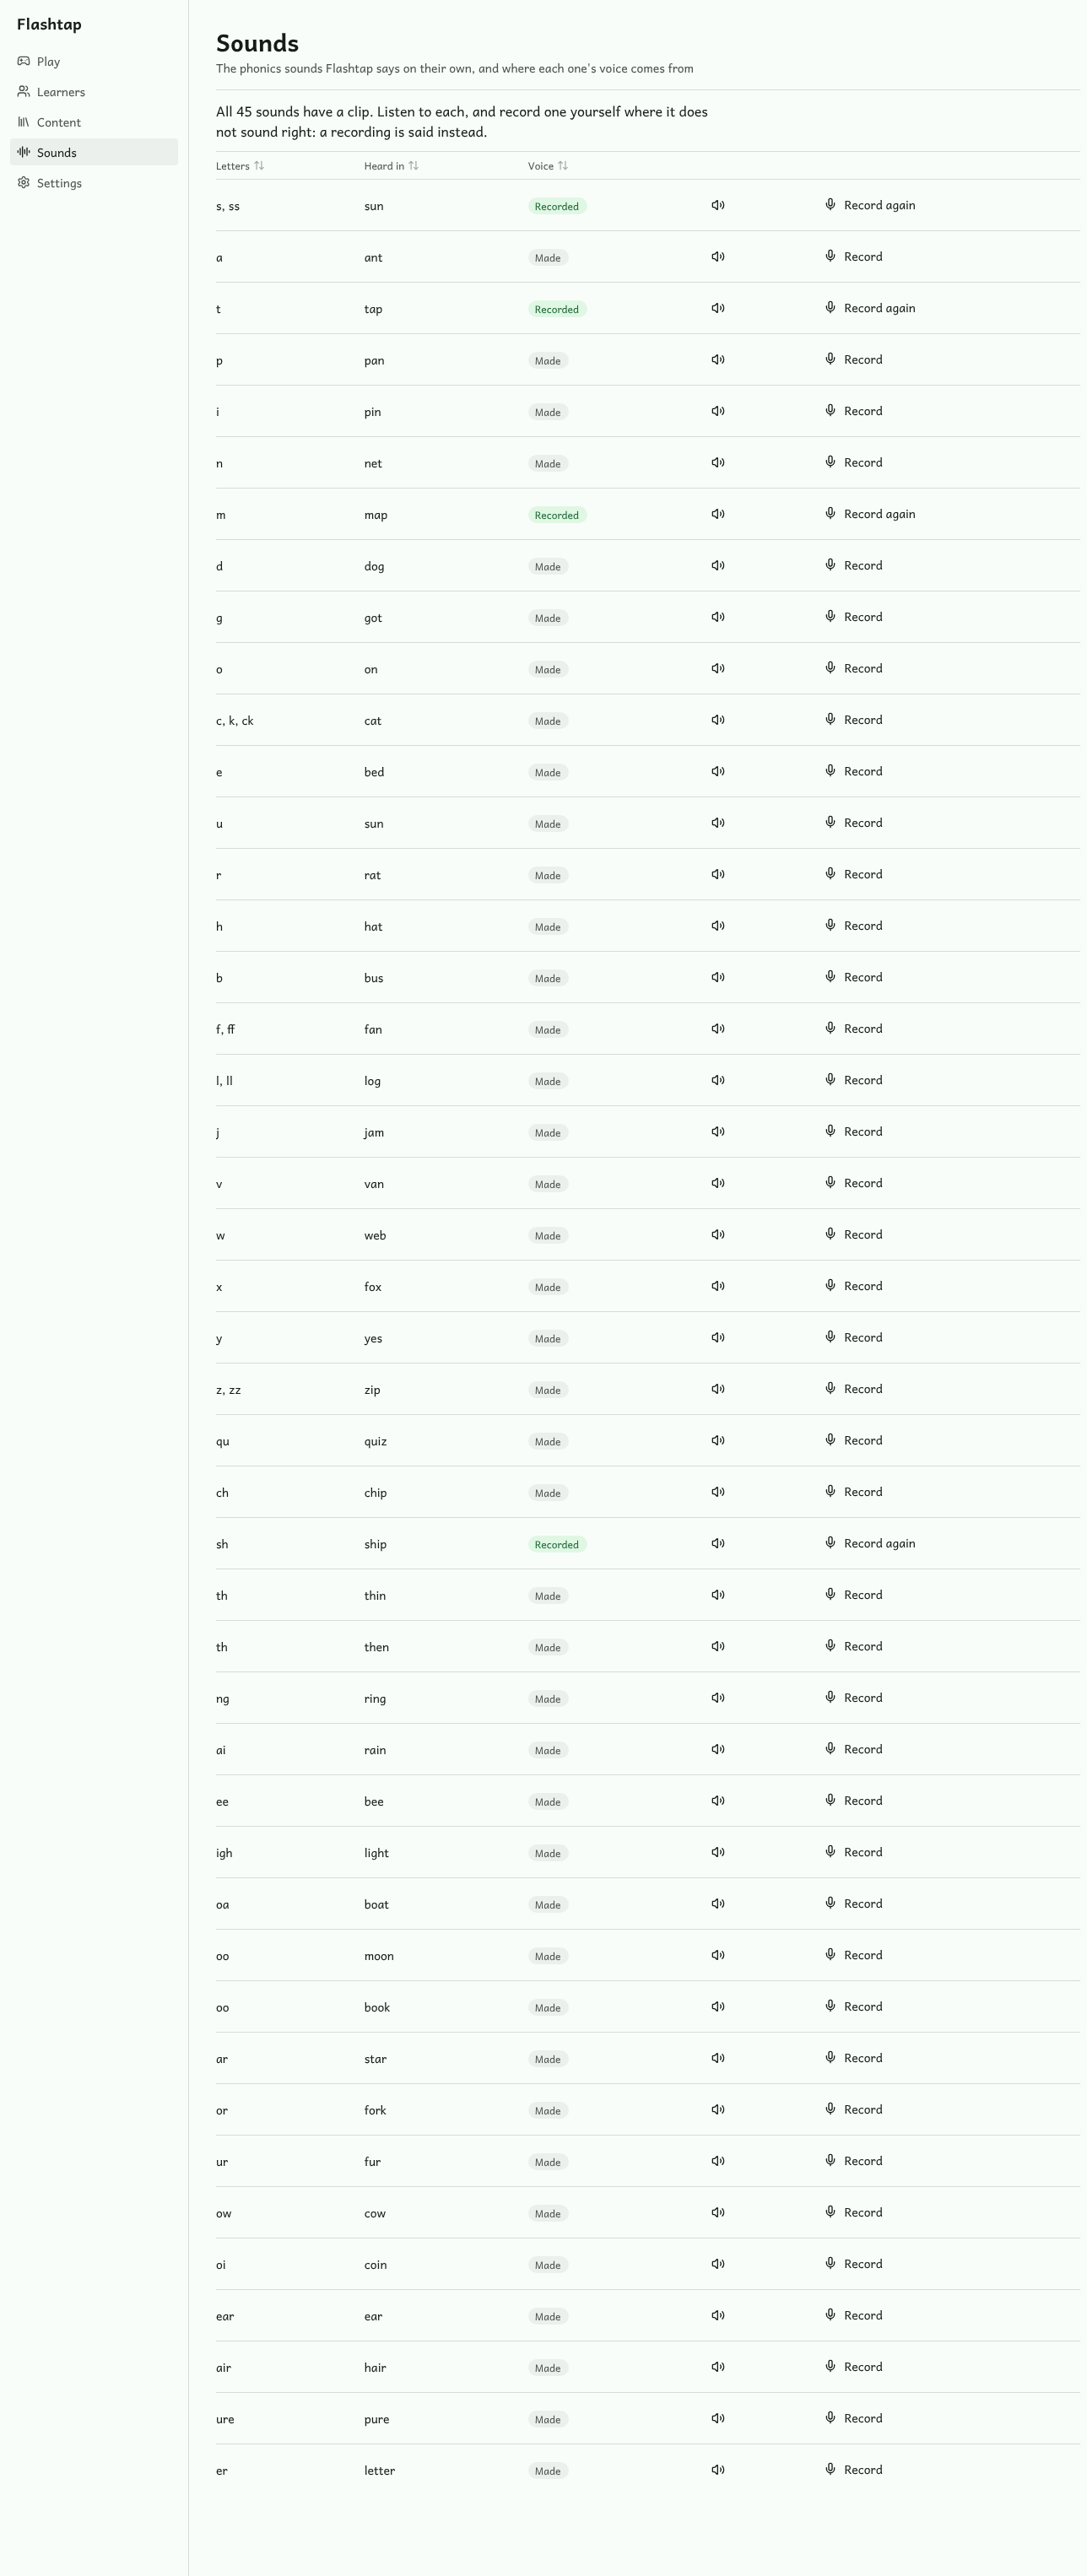 Flashtap
Play
Learners
Content
Sounds
Settings
Sounds
The phonics sounds Flashtap says on their own, and where each one's voice comes from
All 45 sounds have a clip. Listen to each, and record one yourself where it does
not sound right: a recording is said instead.
Letters Heard in Voice
s, ss sun Recorded Record again
a ant Made Record
t tap Recorded Record again
p pan Made Record
i pin Made Record
n net Made Record
m map Recorded Record again
d dog Made Record
g got Made Record
o on Made Record
c, k, ck cat Made Record
e bed Made Record
u sun Made Record
r rat Made Record
h hat Made Record
b bus Made Record
f, ff fan Made Record
l, ll log Made Record
j jam Made Record
v van Made Record
w web Made Record
x fox Made Record
y yes Made Record
z, zz zip Made Record
qu quiz Made Record
ch chip Made Record
sh ship Recorded Record again
th thin Made Record
th then Made Record
ng ring Made Record
ai rain Made Record
ee bee Made Record
igh light Made Record
oa boat Made Record
oo moon Made Record
oo book Made Record
ar star Made Record
or fork Made Record
ur fur Made Record
ow cow Made Record
oi coin Made Record
ear ear Made Record
air hair Made Record
ure pure Made Record
er letter Made Record